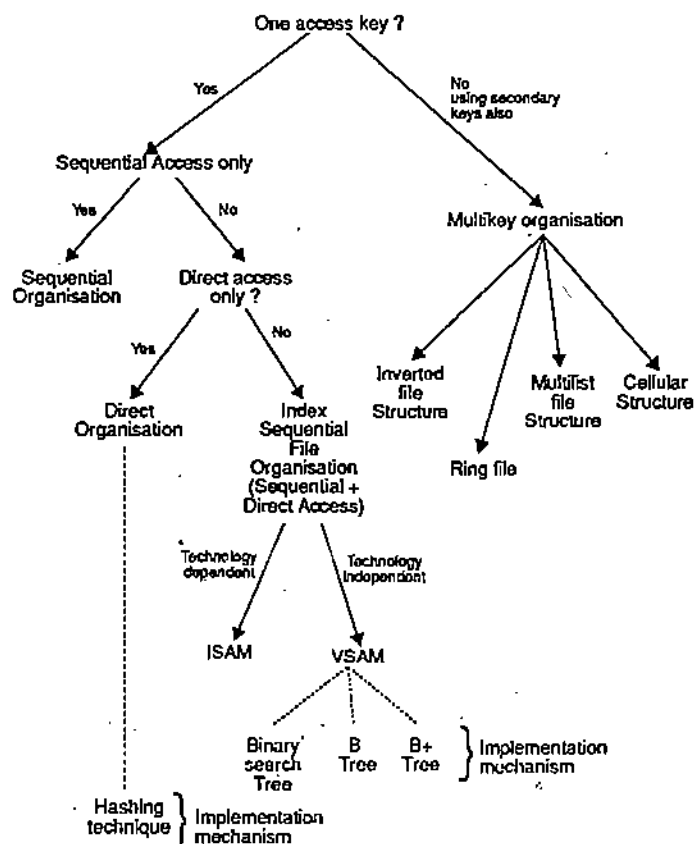 One access key ?
Yes
No
using secondary
keys also
Sequential Access only
Yes
No
Multikey organisation
Sequential
Organisation
Direct access
only ?
Yes
No
Direct
Organisation
Index
Sequential
File
Organisation
(Sequential +
Direct Access)
Inverted
file
Structure
Ring file
Multilist
file
Structure
Cellular
Structure
Technology
dependent
Technology
independent
ISAM
VSAM
Binary
search
Tree
B
Tree
B+
Tree
Implementation
mechanism
Hashing
technique
Implementation
mechanism